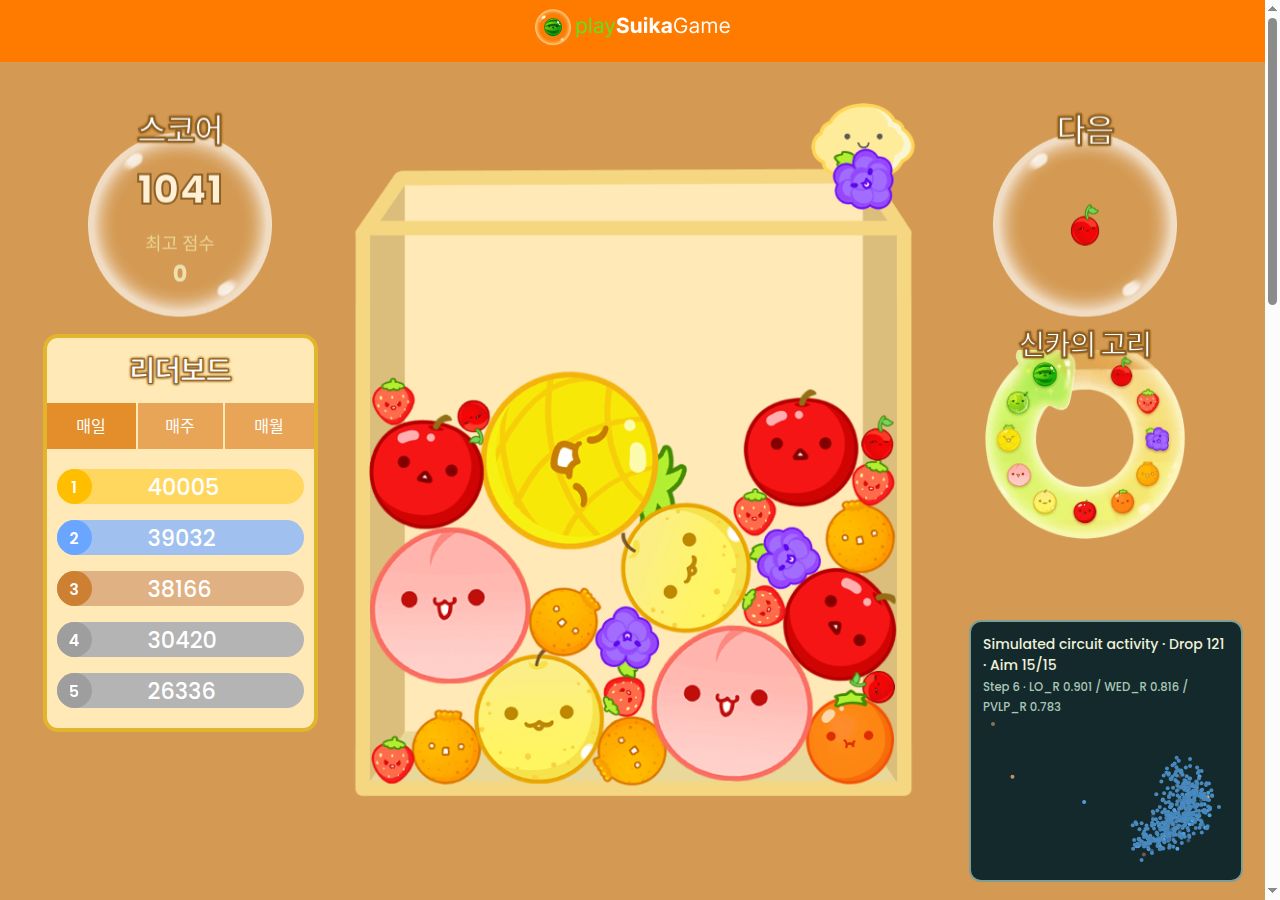 playSuikaGame
스코어
1041
최고 점수
0
다음
신카의 고리
리더보드
매일
매주
매월
1
40005
2
39032
3
38166
4
30420
5
26336
Simulated circuit activity · Drop 121
· Aim 15/15
Step 6 · LO_R 0.901 / WED_R 0.816 /
PVLP_R 0.783